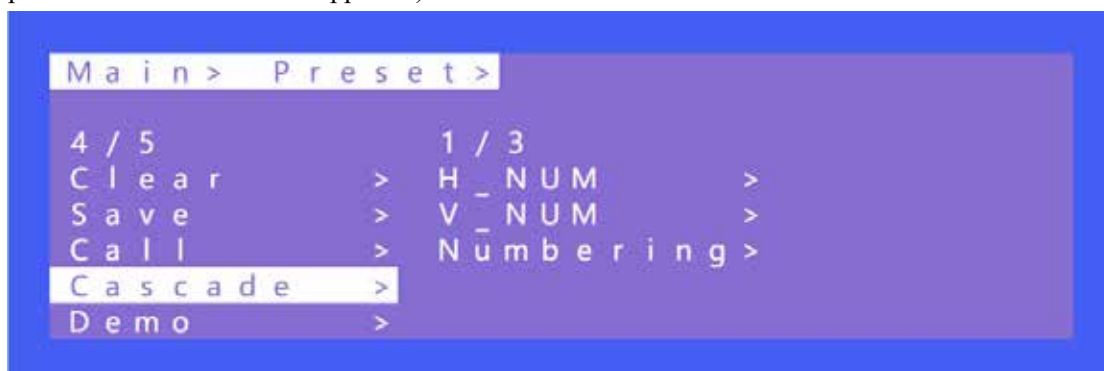 Main> Preset>
4/5 1/3
Clear > H_NUM >
Save > V_NUM >
Call > Numbering>
Cascade >
Demo >